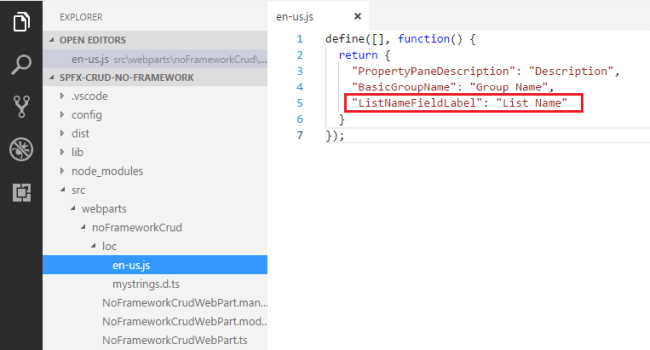 EXPLORER
OPEN EDITORS
en-us.js src\webparts\noFrameworkCrud\...
SPFX-CRUD-NO-FRAMEWORK
.vscode
config
dist
lib
node_modules
src
webparts
noFrameworkCrud
loc
en-us.js
mystrings.d.ts
NoFrameworkCrudWebPart.man...
NoFrameworkCrudWebPart.mod...
NoFrameworkCrudWebPart.ts
en-us.js
1 define([], function() {
2 return {
3 "PropertyPaneDescription": "Description",
4 "BasicGroupName": "Group Name",
5 "ListNameFieldLabel": "List Name"
6 }
7 });